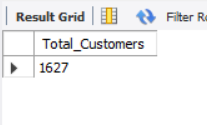 Result Grid Filter Ro
Total_Customers
1627